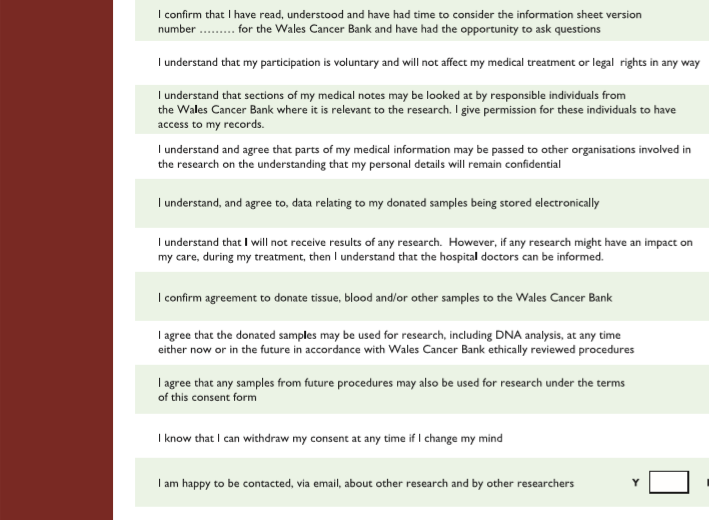 I confirm that I have read, understood and have had time to consider the information sheet version
number ......... for the Wales Cancer Bank and have had the opportunity to ask questions
I understand that my participation is voluntary and will not affect my medical treatment or legal rights in any way
I understand that sections of my medical notes may be looked at by responsible individuals from
the Wales Cancer Bank where it is relevant to the research. I give permission for these individuals to have
access to my records.
I understand and agree that parts of my medical information may be passed to other organisations involved in
the research on the understanding that my personal details will remain confidential
I understand, and agree to, data relating to my donated samples being stored electronically
I understand that I will not receive results of any research. However, if any research might have an impact on
my care, during my treatment, then I understand that the hospital doctors can be informed.
I confirm agreement to donate tissue, blood and/or other samples to the Wales Cancer Bank
I agree that the donated samples may be used for research, including DNA analysis, at any time
either now or in the future in accordance with Wales Cancer Bank ethically reviewed procedures
I agree that any samples from future procedures may also be used for research under the terms
of this consent form
I know that I can withdraw my consent at any time if I change my mind
I am happy to be contacted, via email, about other research and by other researchers Y